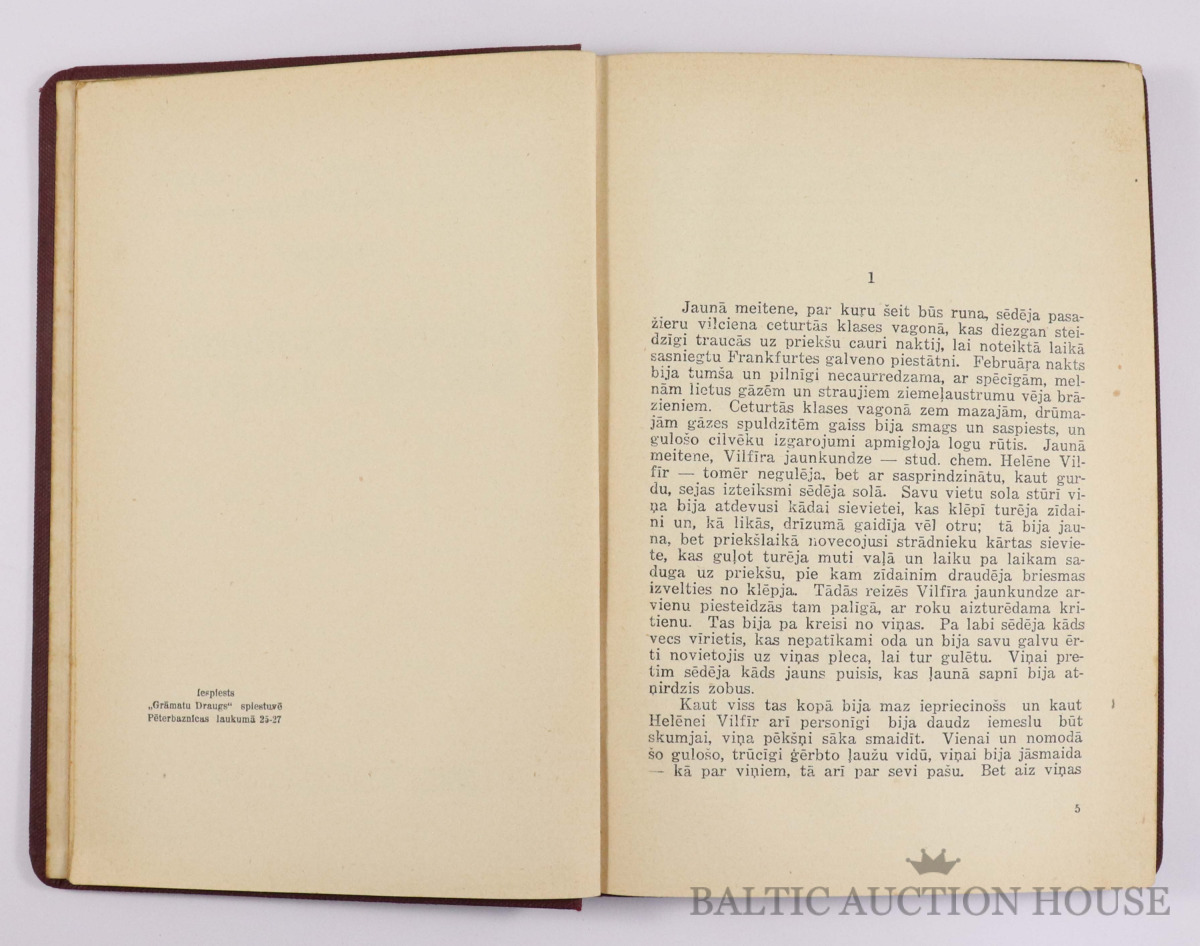 Iespiests
„Grāmatu Draugs“ spiestuvē
Pēterbaznīcas laukumā 25-27
1
Jaunā meitene, par kuŗu šeit būs runa, sēdēja pasa-
žieru vilciena ceturtās klases vagonā, kas diezgan stei-
dzīgi traucās uz priekšu cauri naktij, lai noteiktā laikā
sasniegtu Frankfurtes galveno piestātni. Februāŗa nakts
bija tumša un pilnīgi necaurredzama, ar spēcīgām, mel-
nām lietus gāzēm un straujiem ziemeļaustrumu vēja brā-
zieniem. Ceturtās klases vagonā zem mazajām, drūma-
jām gāzes spuldzītēm gaiss bija smags un saspiests, un
gulošo cilvēku izgarojumi apmigloja logu rūtis. Jaunā
meitene, Vilfīra jaunkundze — stud. chem. Helēne Vil-
fīr — tomēr negulēja, bet ar sasprindzinātu, kaut gur-
du, sejas izteiksmi sēdēja solā. Savu vietu sola stūrī vi-
ņa bija atdevusi kādai sievietei, kas klēpī turēja zīdai-
ni un, kā likās, drīzumā gaidīja vēl otru; tā bija jau-
na, bet priekšlaikā novecojusi strādnieku kārtas sievie-
te, kas guļot turēja muti vaļā un laiku pa laikam sa-
duga uz priekšu, pie kam zīdainim draudēja briesmas
izvelties no klēpja. Tādās reizēs Vilfīra jaunkundze ar-
vienu piesteidzās tam palīgā, ar roku aizturēdama kri-
tienu. Tas bija pa kreisi no viņas. Pa labi sēdēja kāds
vecs vīrietis, kas nepatīkami oda un bija savu galvu ēr-
ti novietojis uz viņas pleca, lai tur gulētu. Viņai pre-
tim sēdēja kāds jauns puisis, kas ļaunā sapnī bija at-
ņirdzis zobus.
Kaut viss tas kopā bija maz iepriecinošs un kaut
Helēnei Vilfīr arī personīgi bija daudz iemeslu būt
skumjai, viņa pēkšņi sāka smaidīt. Vienai un nomodā
šo gulošo, trūcīgi ģērbto ļaužu vidū, viņai bija jāsmaida
— kā par viņiem, tā arī par sevi pašu. Bet aiz viņas
5
BALTIC AUCTION HOUSE